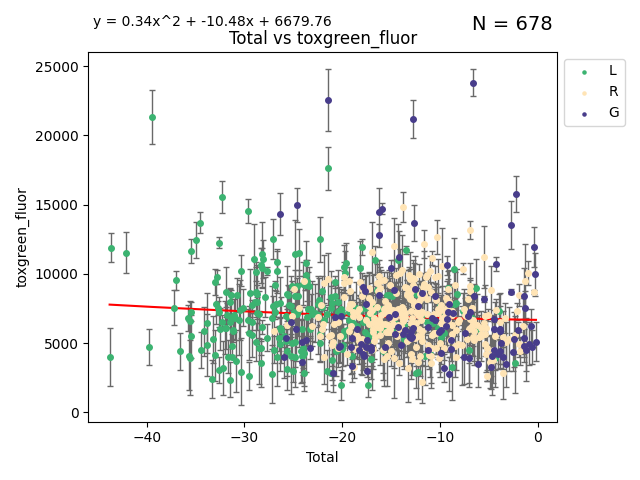 y = 0.34x^2 + -10.48x + 6679.76
N = 678
Total vs toxgreen_fluor
25000
20000
15000
10000
5000
0
toxgreen_fluor
−40
−30
−20
−10
0
Total
L
R
G